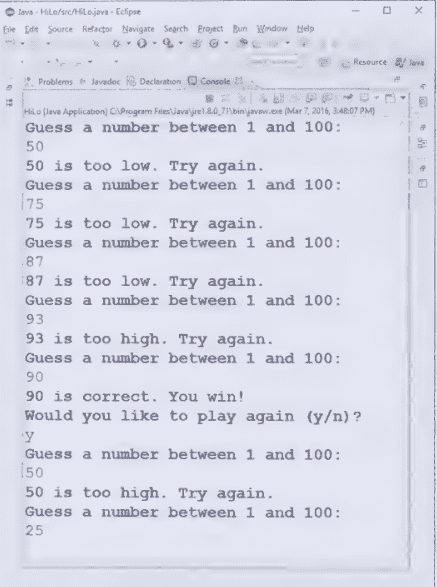 Java - HiLo/src/HiLo.java - Eclipse
File Edit Source Refactor Navigate Search Project Run Window Help
Resource Java
Problems Javadoc Declaration Console
HiLo (Java Application) C:\Program Files\Java\jre1.8.0_71\bin\javaw.exe (Mar 7, 2016, 3:48:07 PM)
Guess a number between 1 and 100:
50
50 is too low. Try again.
Guess a number between 1 and 100:
75
75 is too low. Try again.
Guess a number between 1 and 100:
87
87 is too low. Try again.
Guess a number between 1 and 100:
93
93 is too high. Try again.
Guess a number between 1 and 100:
90
90 is correct. You win!
Would you like to play again (y/n)?
y
Guess a number between 1 and 100:
50
50 is too high. Try again.
Guess a number between 1 and 100:
25